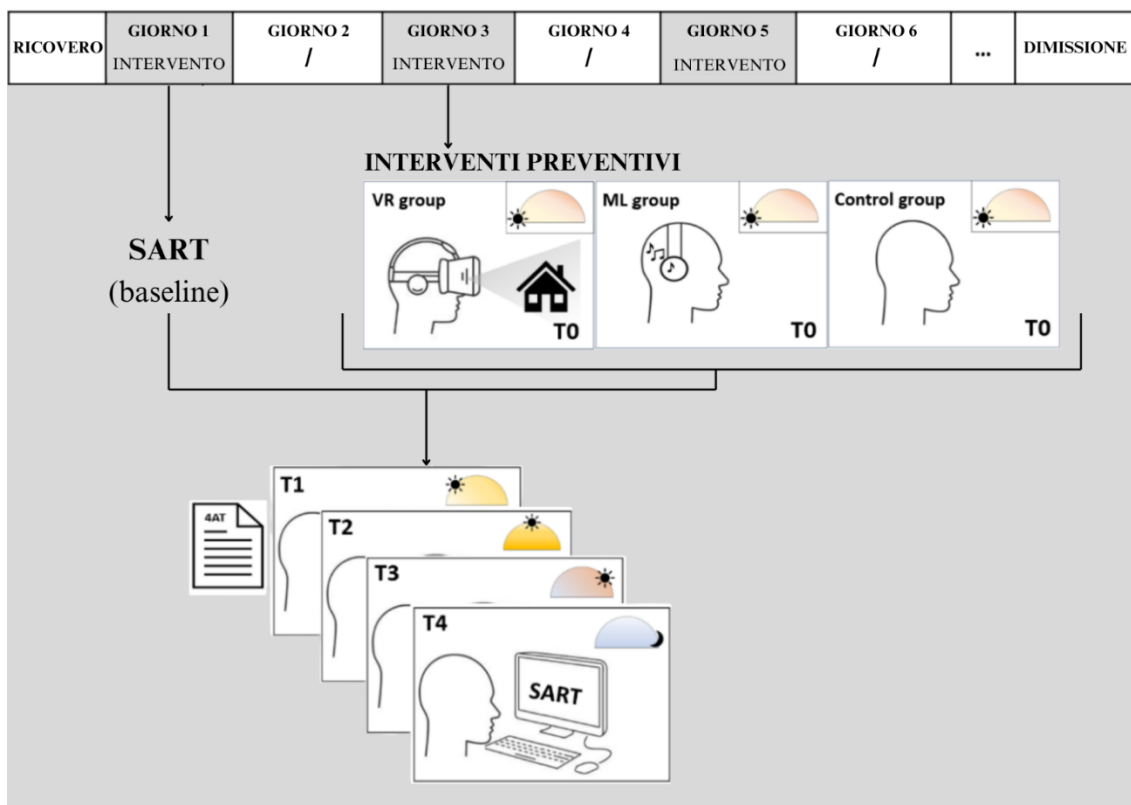 RICOVERO
GIORNO 1
INTERVENTO
GIORNO 2
/
GIORNO 3
INTERVENTO
GIORNO 4
/
GIORNO 5
INTERVENTO
GIORNO 6
/
...
DIMISSIONE
INTERVENTI PREVENTIVI
VR group
T0
ML group
T0
Control group
T0
SART
(baseline)
4AT
T1
T2
T3
T4
SART